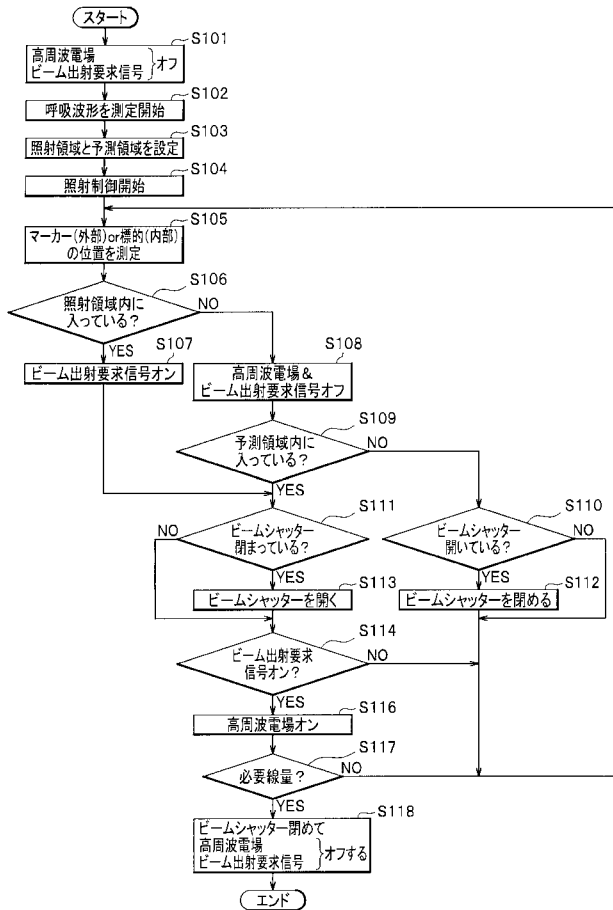 スタート
S101
高周波電場
ビーム出射要求信号}オフ
S102
呼吸波形を測定開始
S103
照射領域と予測領域を設定
S104
照射制御開始
S105
マーカー(外部)or標的(内部)
の位置を測定
S106
照射領域内に
入っている?
NO
YES
S107
ビーム出射要求信号オン
S108
高周波電場&
ビーム出射要求信号オフ
S109
予測領域内に
入っている?
NO
YES
S111
NO
ビームシャッター
閉まっている?
YES
S110
ビームシャッター
開いている?
NO
YES
S113
ビームシャッターを開く
S112
ビームシャッターを閉める
S114
ビーム出射要求
信号オン?
NO
YES
S116
高周波電場オン
S117
必要線量?
NO
YES
S118
ビームシャッター閉めて
高周波電場
ビーム出射要求信号}オフする
エンド